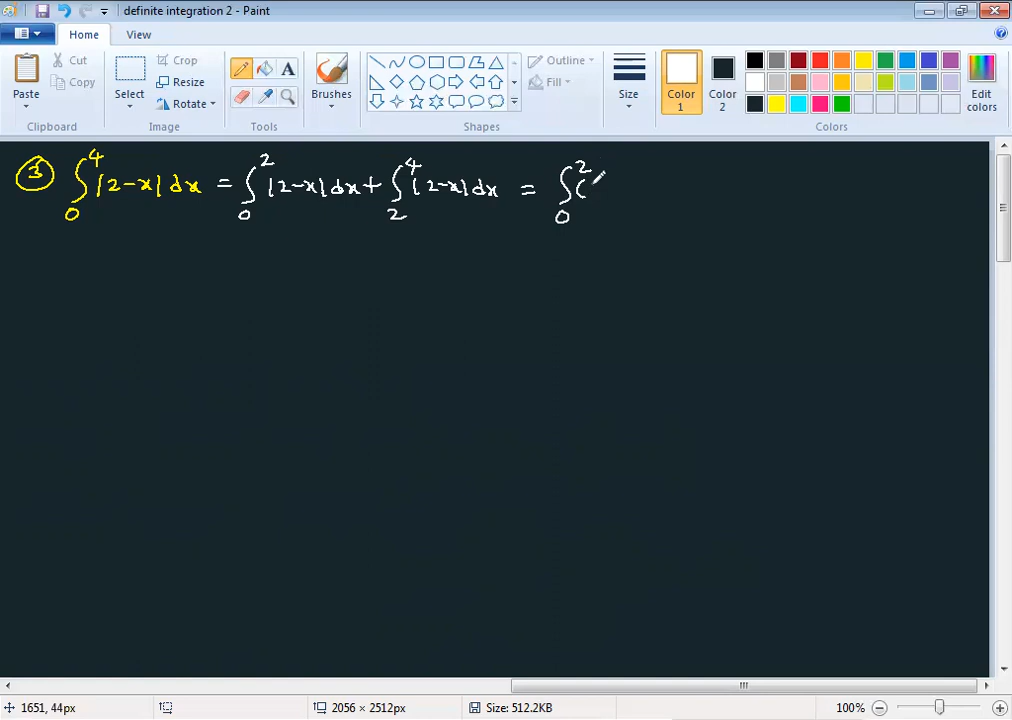 definite integration 2 - Paint
Home View
Paste
Cut
Copy
Clipboard
Select
Crop
Resize
Rotate
Image
A
Tools
Brushes
Outline
Fill
Shapes
Size
Color 1
Color 2
Edit colors
Colors
③ ∫₀⁴ |2-x| dx = ∫₀² |2-x| dx + ∫₂⁴ |2-x| dx = ∫₀² (
1651, 44px 2056 × 2512px Size: 512.2KB 100%